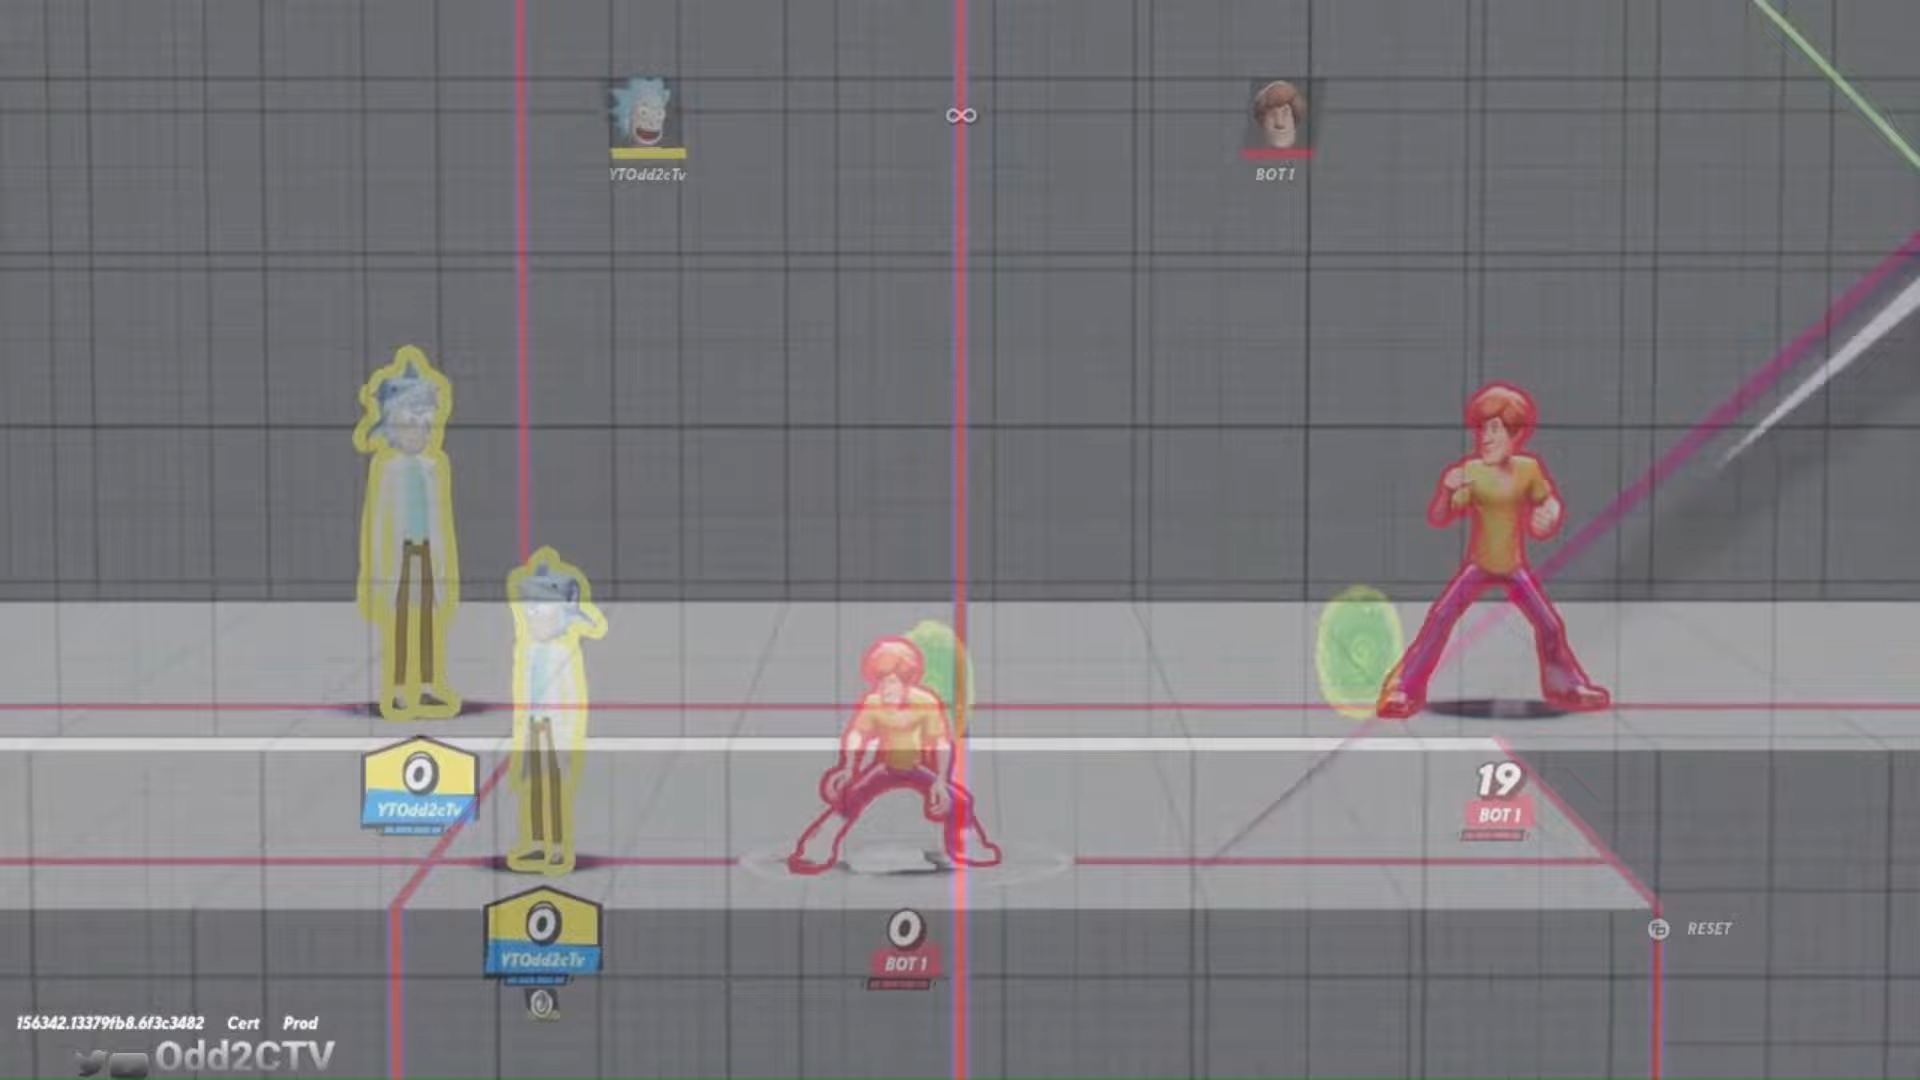 YTOdd2cTv
∞
BOT 1
0
YTOdd2cTv
19
BOT 1
0
YTOdd2cTv
0
BOT 1
RESET
156342.13379fb8.6f3c3482 Cert Prod
Odd2CTV